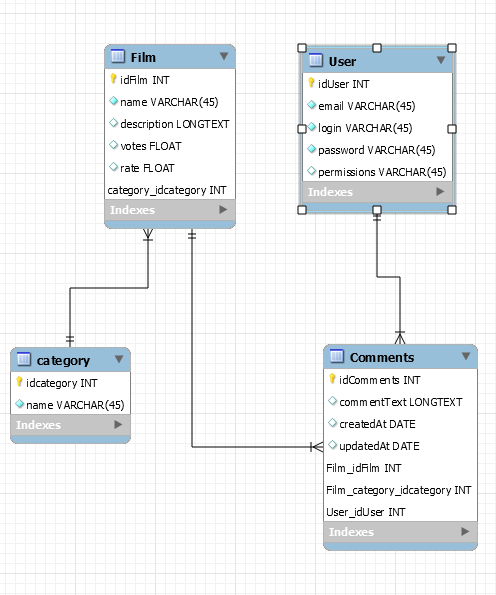 Film
idFilm INT
name VARCHAR(45)
description LONGTEXT
votes FLOAT
rate FLOAT
category_idcategory INT
Indexes
User
idUser INT
email VARCHAR(45)
login VARCHAR(45)
password VARCHAR(45)
permissions VARCHAR(45)
Indexes
category
idcategory INT
name VARCHAR(45)
Indexes
Comments
idComments INT
commentText LONGTEXT
createdAt DATE
updatedAt DATE
Film_idFilm INT
Film_category_idcategory INT
User_idUser INT
Indexes